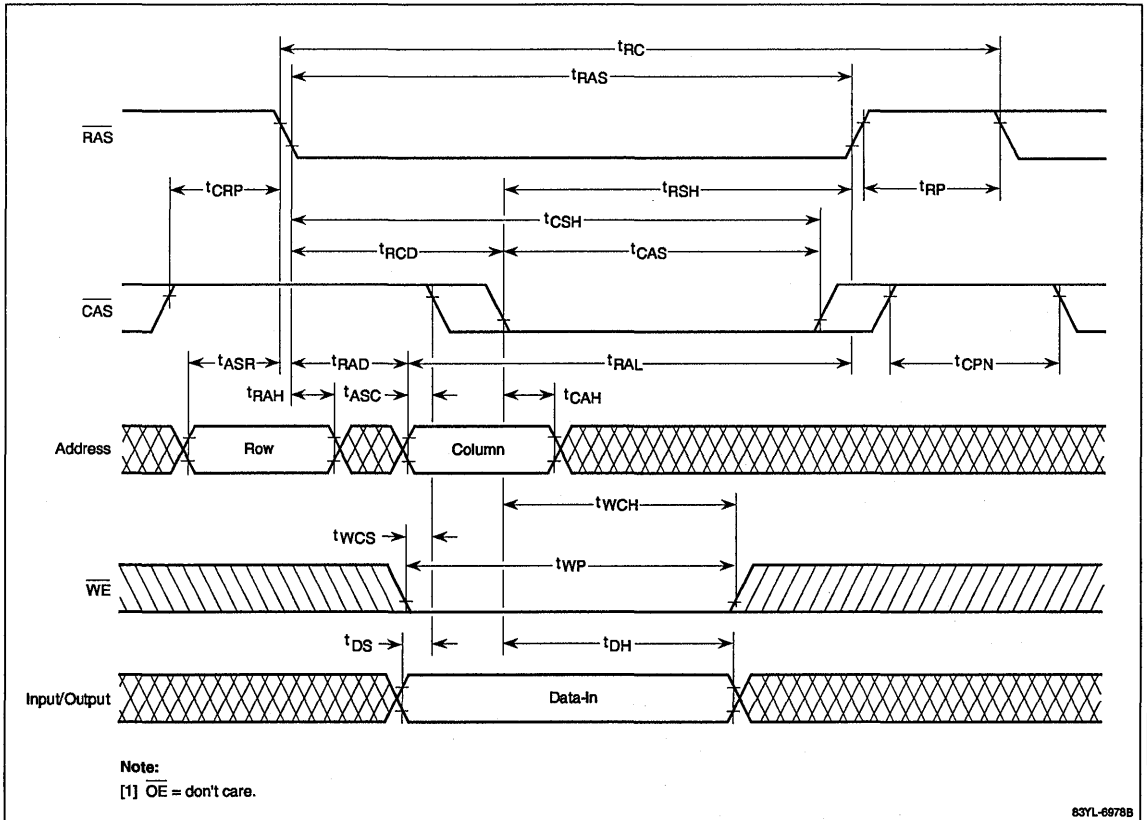 tRC
tRAS
RAS
tCRP
tRSH
tRP
tCSH
tRCD
tCAS
CAS
tASR
tRAD
tRAL
tCPN
tRAH
tASC
tCAH
Address
Row
Column
tWCH
tWCS
tWP
WE
tDS
tDH
Input/Output
Data-In
Note:
[1] OE = don't care.
83YL-6978B